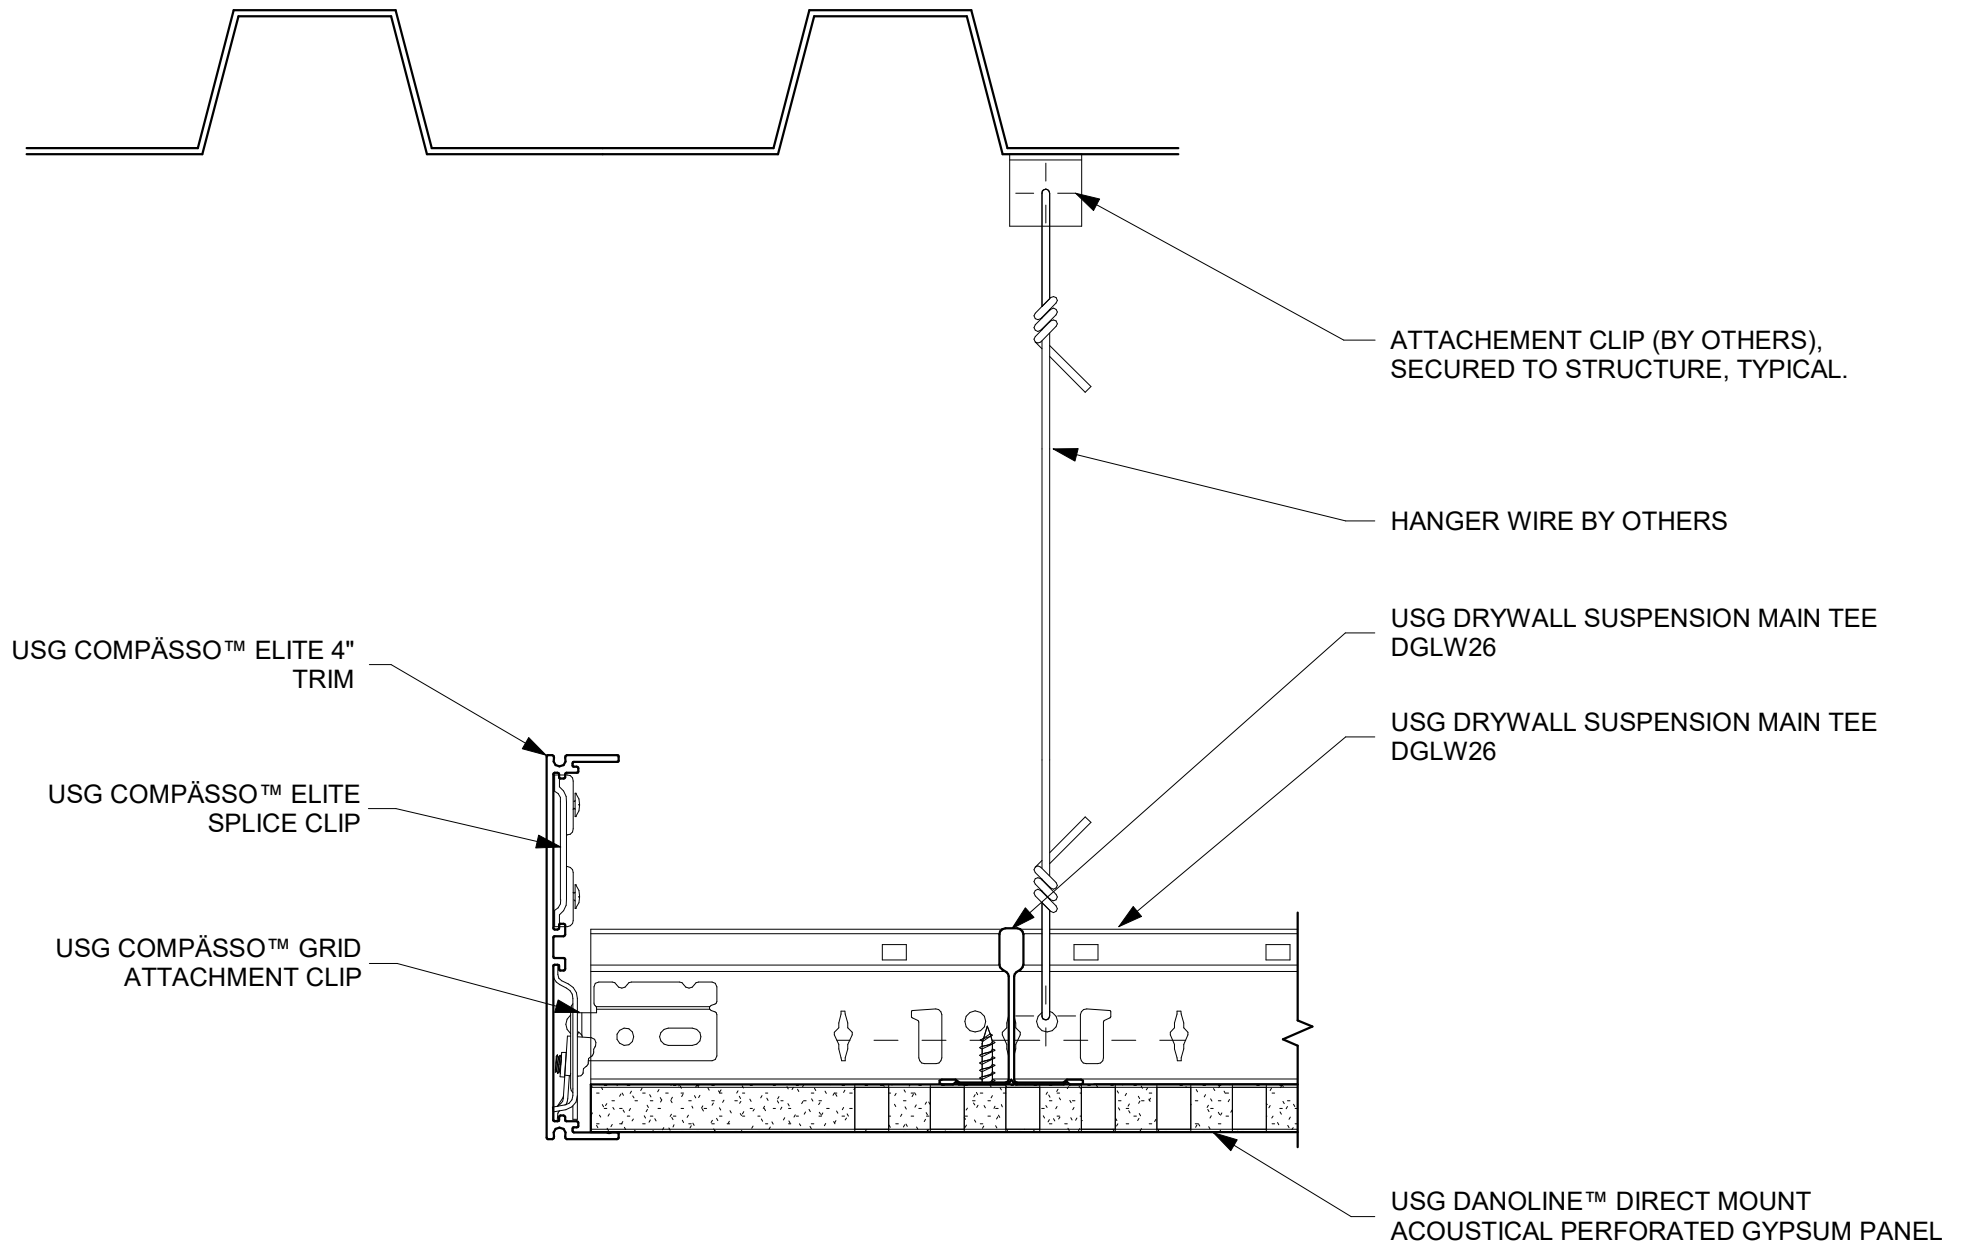 ATTACHEMENT CLIP (BY OTHERS),
SECURED TO STRUCTURE, TYPICAL.
HANGER WIRE BY OTHERS
USG DRYWALL SUSPENSION MAIN TEE
DGLW26
USG COMPÄSSO™ ELITE 4"
TRIM
USG DRYWALL SUSPENSION MAIN TEE
DGLW26
USG COMPÄSSO™ ELITE
SPLICE CLIP
USG COMPÄSSO™ GRID
ATTACHMENT CLIP
USG DANOLINE™ DIRECT MOUNT
ACOUSTICAL PERFORATED GYPSUM PANEL